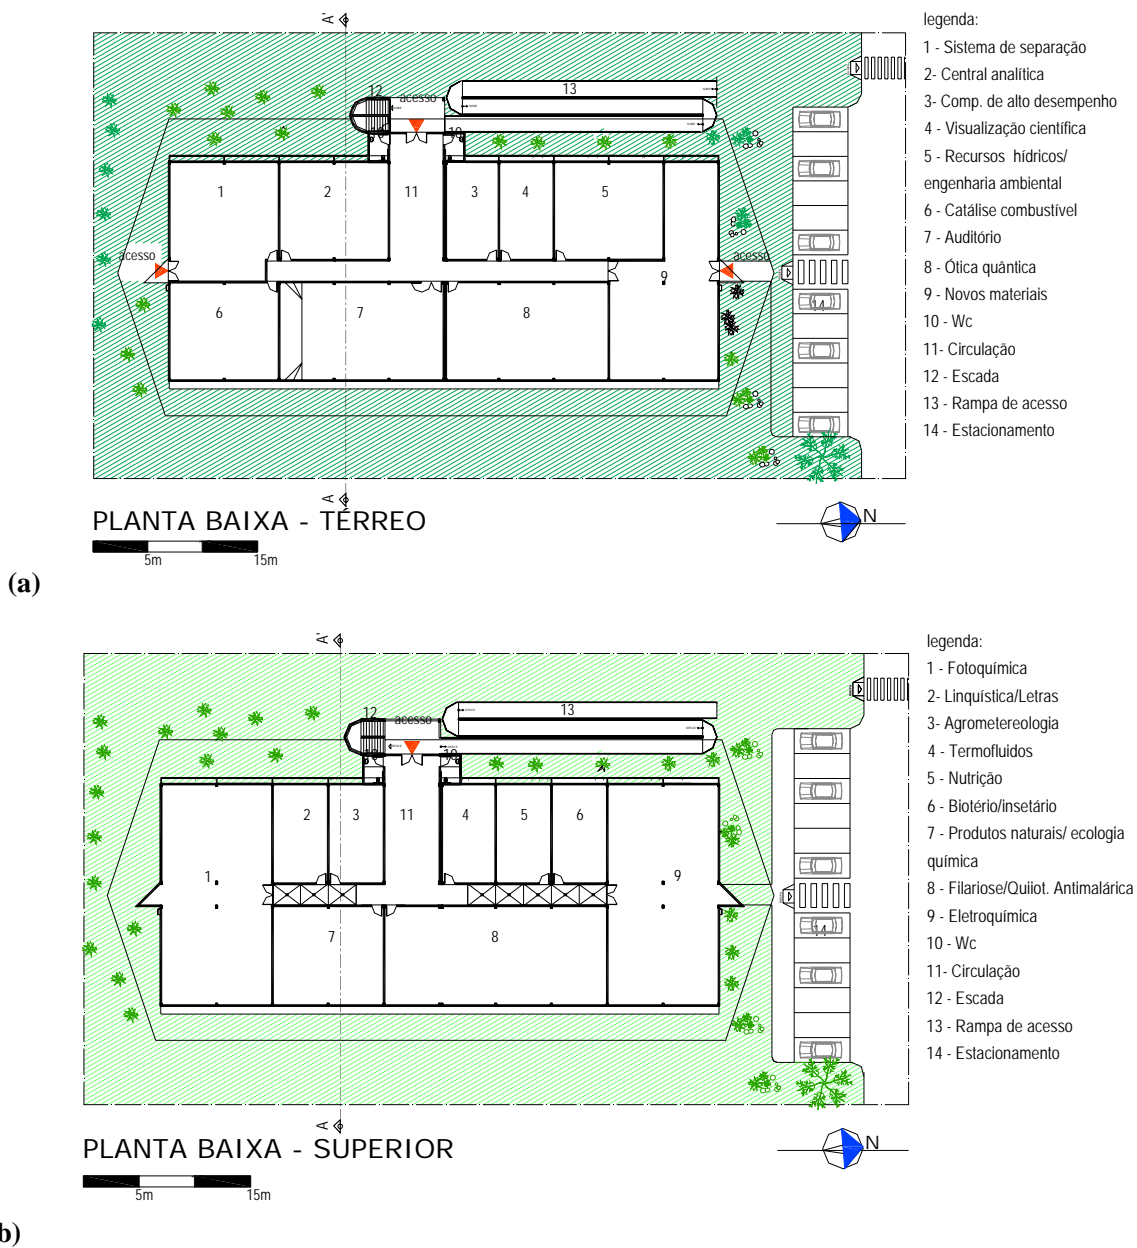 A'
legenda:
1 - Sistema de separação
2- Central analítica
3- Comp. de alto desempenho
4 - Visualização científica
5 - Recursos hídricos/
engenharia ambiental
6 - Catálise combustível
7 - Auditório
8 - Ótica quântica
9 - Novos materiais
10 - Wc
11- Circulação
12 - Escada
13 - Rampa de acesso
14 - Estacionamento
12
acesso
13
10
10
1
2
11
3
4
5
acesso
acesso
9
6
7
8
14
A
PLANTA BAIXA - TÉRREO
N
5m
15m
(a)
A'
legenda:
1 - Fotoquímica
2- Linquística/Letras
3- Agrometereologia
4 - Termofluidos
5 - Nutrição
6 - Biotério/insetário
7 - Produtos naturais/ ecologia
química
8 - Filariose/Quiiot. Antimalárica
9 - Eletroquímica
10 - Wc
11- Circulação
12 - Escada
13 - Rampa de acesso
14 - Estacionamento
12
acesso
13
10
10
2
3
11
4
5
6
1
9
7
8
14
A
PLANTA BAIXA - SUPERIOR
N
5m
15m
b)